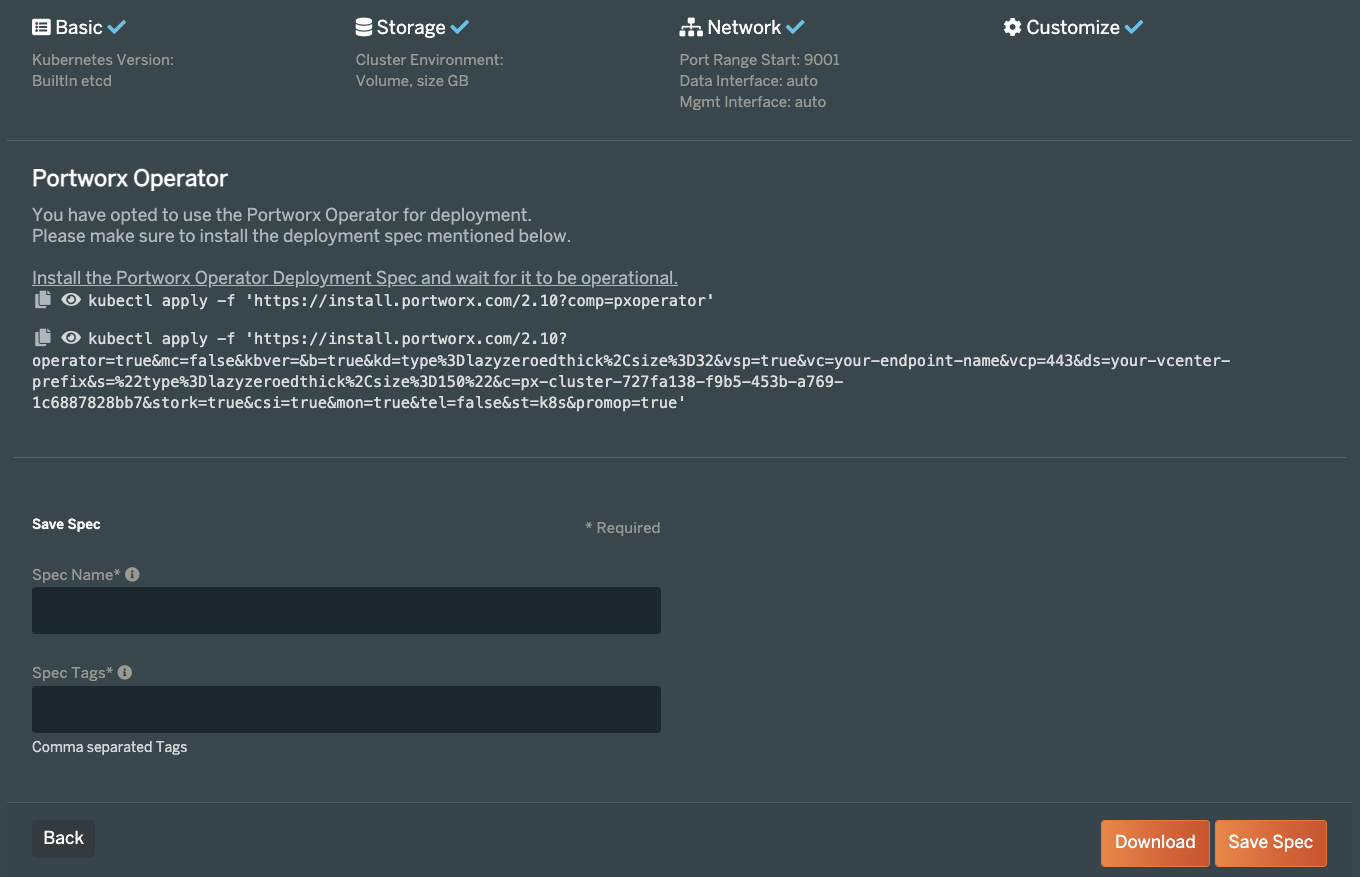 Basic
Kubernetes Version:
BuiltIn etcd
Storage
Cluster Environment:
Volume, size GB
Network
Port Range Start: 9001
Data Interface: auto
Mgmt Interface: auto
Customize
Portworx Operator
You have opted to use the Portworx Operator for deployment.
Please make sure to install the deployment spec mentioned below.
Install the Portworx Operator Deployment Spec and wait for it to be operational.
kubectl apply -f 'https://install.portworx.com/2.10?comp=pxoperator'
kubectl apply -f 'https://install.portworx.com/2.10?
operator=true&mc=false&kbver=&b=true&kd=type%3Dlazyzeroedthick%2Csize%3D32&vsp=true&vc=your-endpoint-name&vcp=443&ds=your-vcenter-
prefix&s=%22type%3Dlazyzeroedthick%2Csize%3D150%22&c=px-cluster-727fa138-f9b5-453b-a769-
1c6887828bb7&stork=true&csi=true&mon=true&tel=false&st=k8s&promop=true'
Save Spec
* Required
Spec Name*
Spec Tags*
Comma separated Tags
Back
Download
Save Spec